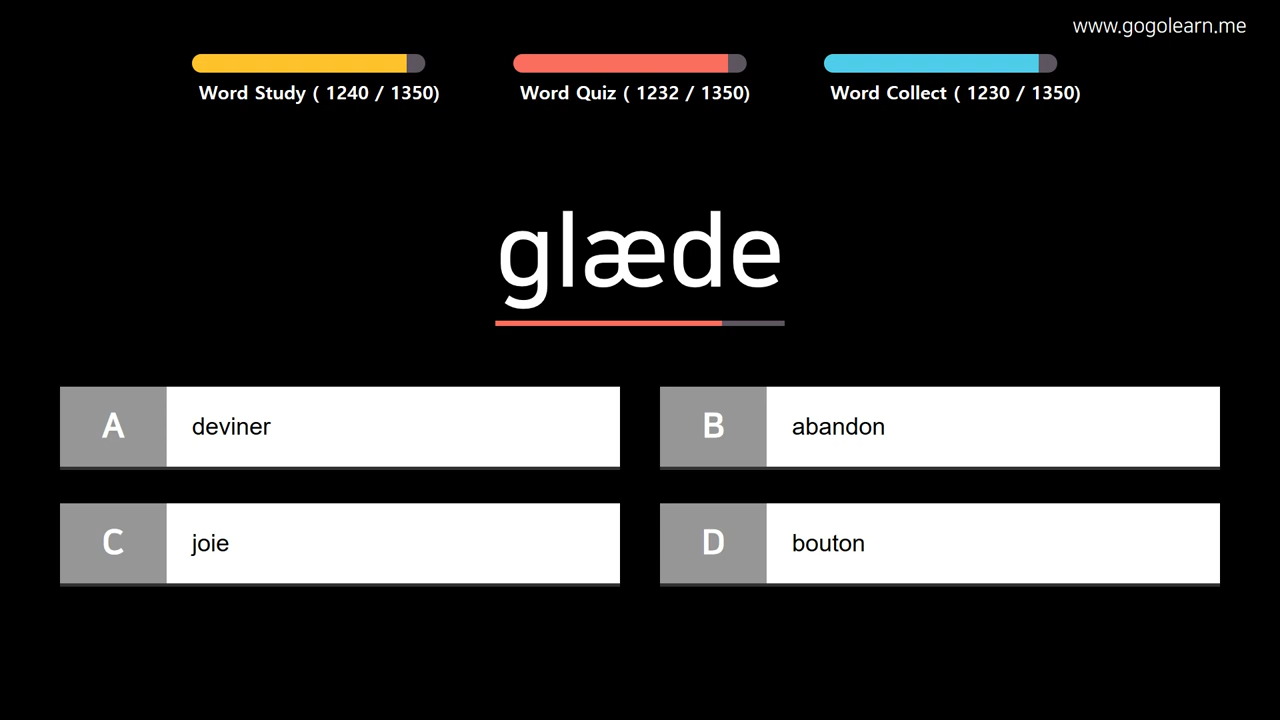 www.gogolearn.me
Word Study ( 1240 / 1350)
Word Quiz ( 1232 / 1350)
Word Collect ( 1230 / 1350)
glæde
A deviner
B abandon
C joie
D bouton